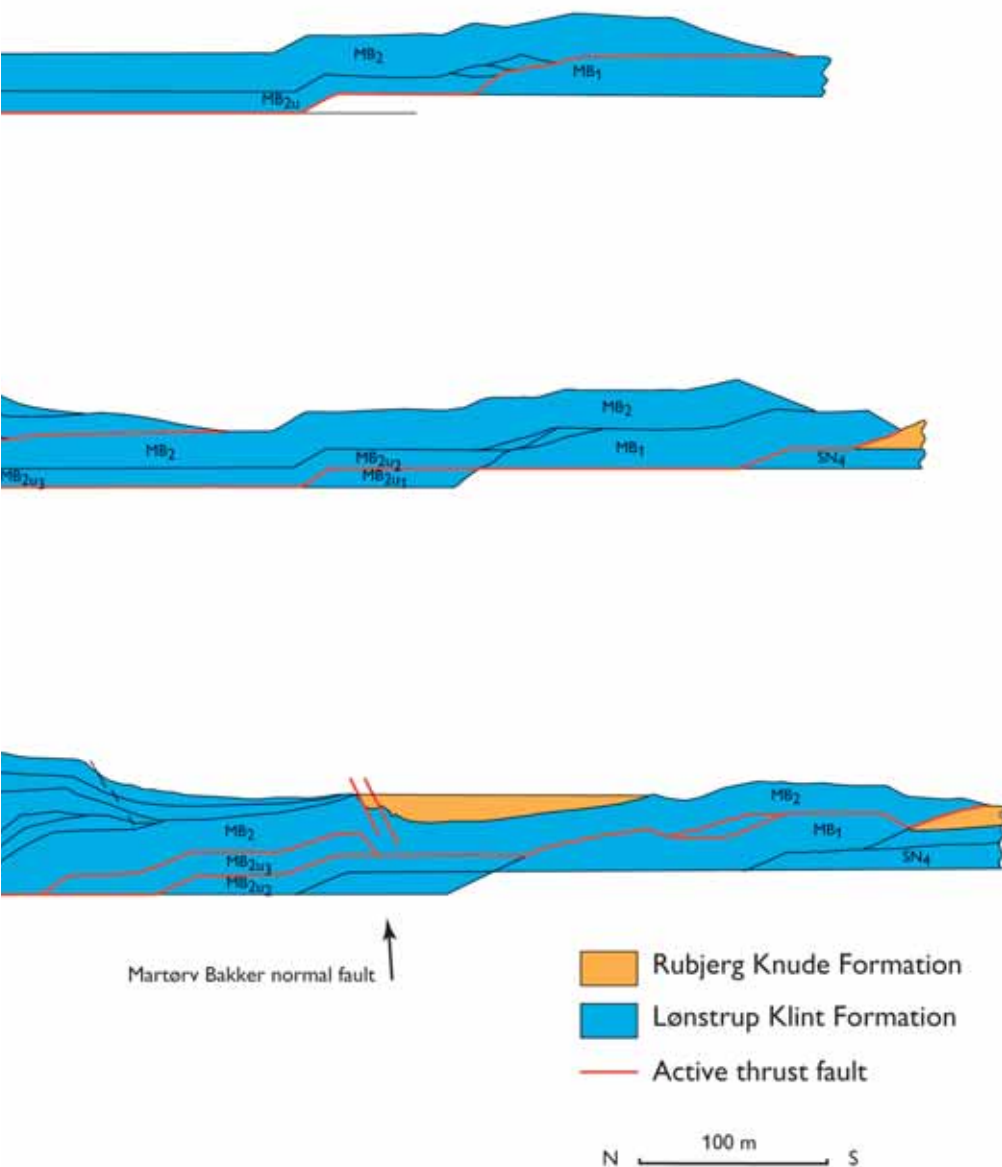 MB2
MB1
MB2u
MB2
MB2
MB2u2
MB1
SN4
MB2u3
MB2u1
MB2
MB2
MB1
MB2u3
SN4
MB2u2
Martørv Bakker normal fault
Rubjerg Knude Formation
Lønstrup Klint Formation
Active thrust fault
100 m
N S